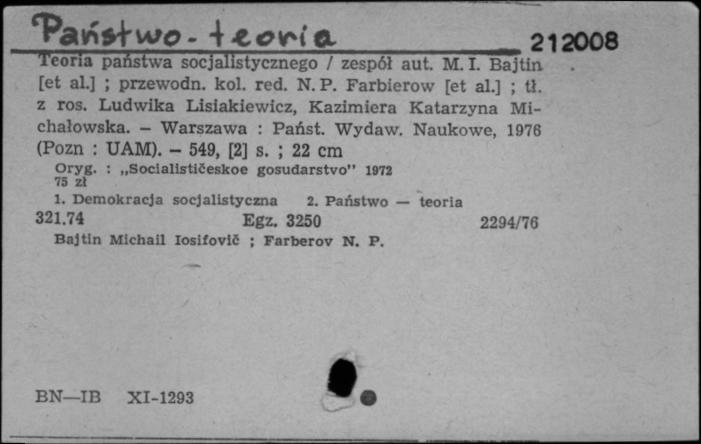 Państwo - teoria
212008
Teoria państwa socjalistycznego / zespół aut. M. I. Bajtin
[et al.] ; przewodn. kol. red. N. P. Farbierow [et al.] ; tł.
z ros. Ludwika Lisiakiewicz, Kazimiera Katarzyna Mi-
chałowska. – Warszawa : Państ. Wydaw. Naukowe, 1976
(Pozn : UAM). – 549, [2] s. ; 22 cm
Oryg. : „Socialističeskoe gosudarstvo" 1972
75 zł
1. Demokracja socjalistyczna 2. Państwo — teoria
321.74 Egz. 3250 2294/76
Bajtin Michail Iosifovič ; Farberov N. P.
BN—IB XI-1293